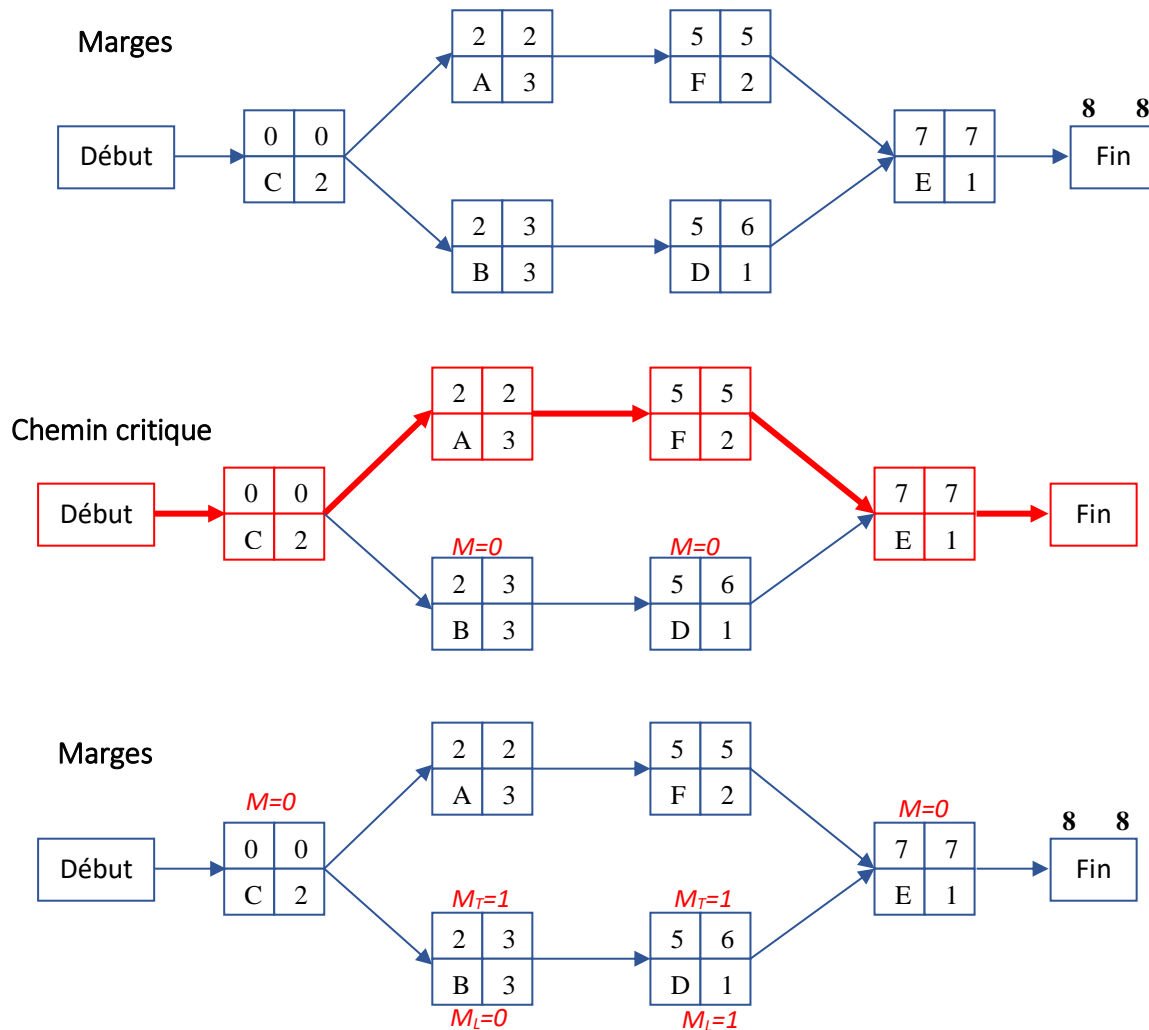 Marges
2 2 5 5
A 3 F 2
8 8
0 0 7 7
Début Fin
C 2 E 1
2 3 5 6
B 3 D 1
2 2 5 5
Chemin critique
A 3 F 2
0 0 7 7
Début Fin
C 2 E 1
M=0 M=0
2 3 5 6
B 3 D 1
Marges
2 2 5 5
A 3 F 2
M=0 M=0
8 8
0 0 7 7
Début Fin
C 2 E 1
MT=1 MT=1
2 3 5 6
B 3 D 1
ML=0 ML=1